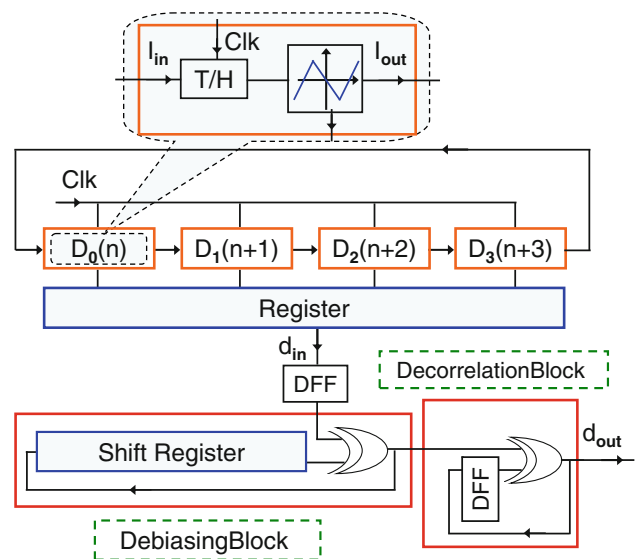 Clk
I_in
T/H
I_out
Clk
D_0(n)
D_1(n+1)
D_2(n+2)
D_3(n+3)
Register
d_in
DFF
DecorrelationBlock
Shift Register
d_out
DFF
DebiasingBlock